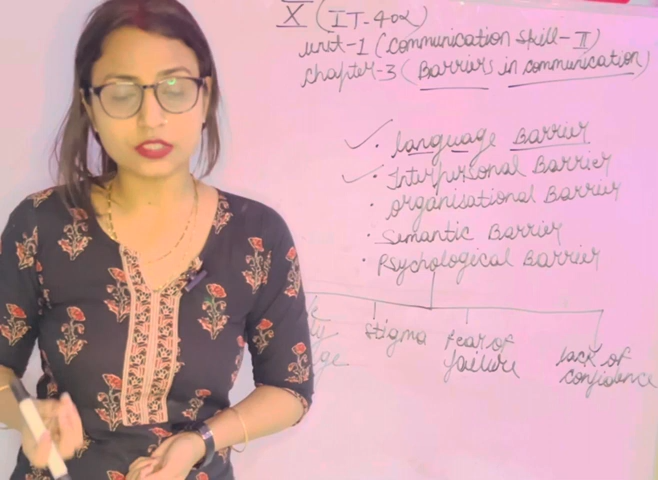 X (IT-402)
unit-1 (Communication Skill-II)
chapter-3 (Barriers in communication)
✓ • language Barrier
✓ • Interpersonal Barrier
• organisational Barrier
• Semantic Barrier
• Psychological Barrier
Stigma
Fear of
failure
lack of
confidence